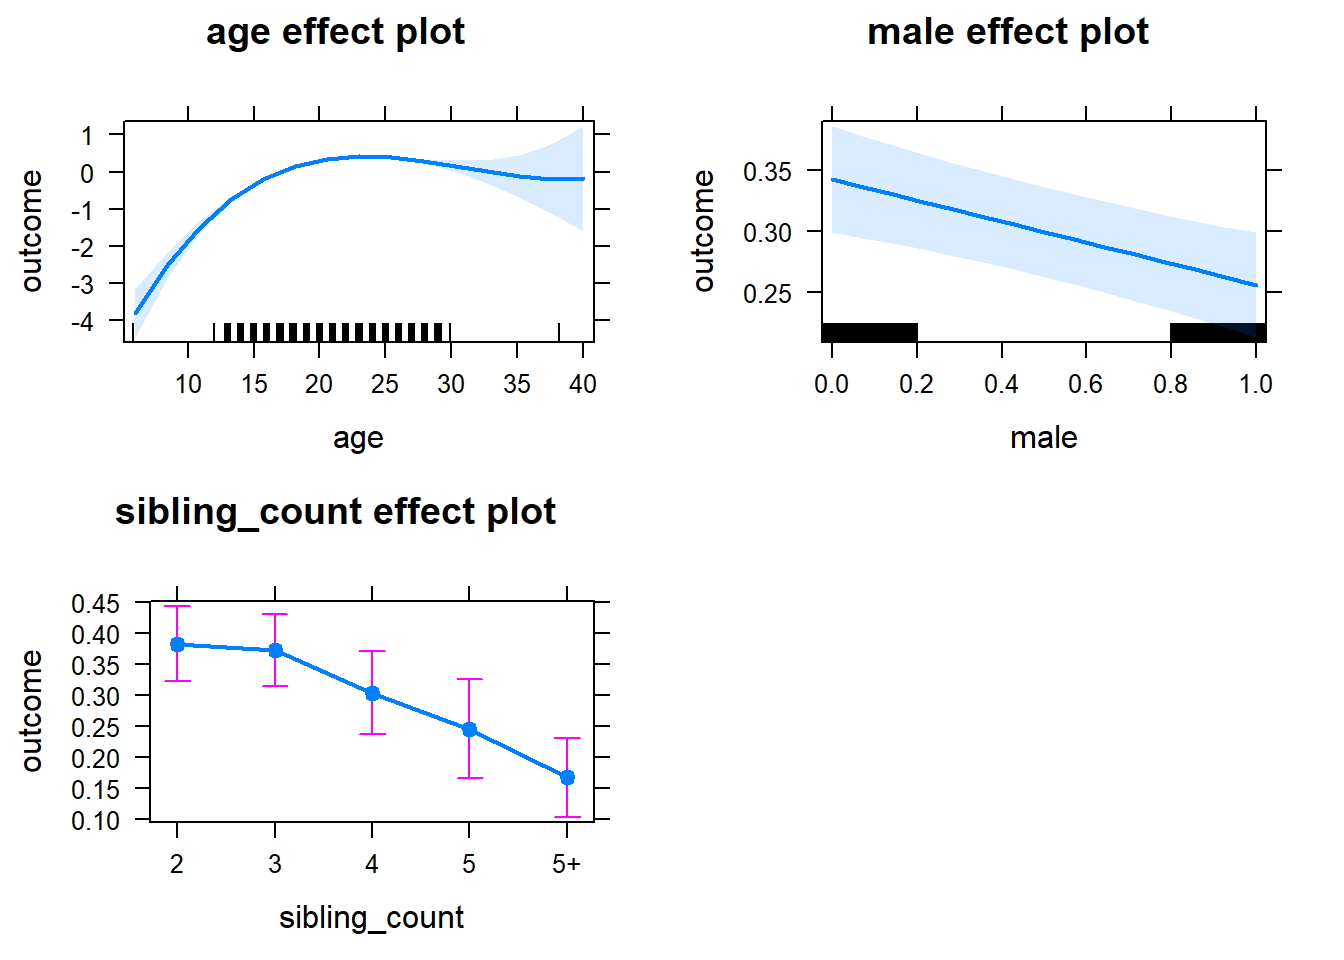 age effect plot
outcome
1
0
-1
-2
-3
-4
10 15 20 25 30 35 40
age
male effect plot
outcome
0.35
0.30
0.25
0.0 0.2 0.4 0.6 0.8 1.0
male
sibling_count effect plot
outcome
0.45
0.40
0.35
0.30
0.25
0.20
0.15
0.10
2 3 4 5 5+
sibling_count